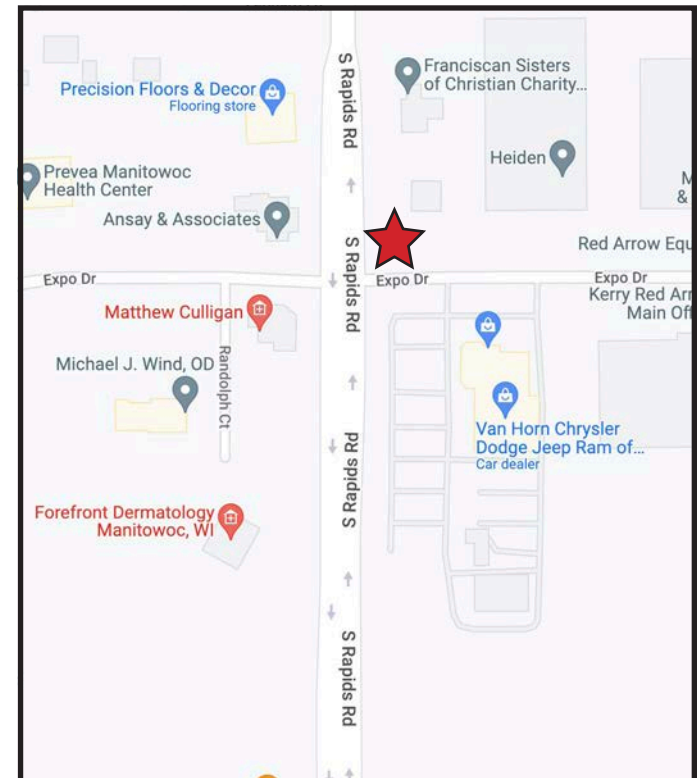 S Rapids Rd
Precision Floors & Decor
Flooring store
Franciscan Sisters
of Christian Charity...
Heiden
Prevea Manitowoc
Health Center
M
&
Ansay & Associates
S Rapids Rd
Red Arrow Equ
Expo Dr
Expo Dr
Expo Dr
Matthew Culligan
Kerry Red Arr
Main Off
Michael J. Wind, OD
Randolph Ct
Van Horn Chrysler
Dodge Jeep Ram of...
Car dealer
S Rapids Rd
Forefront Dermatology
Manitowoc, WI
S Rapids Rd